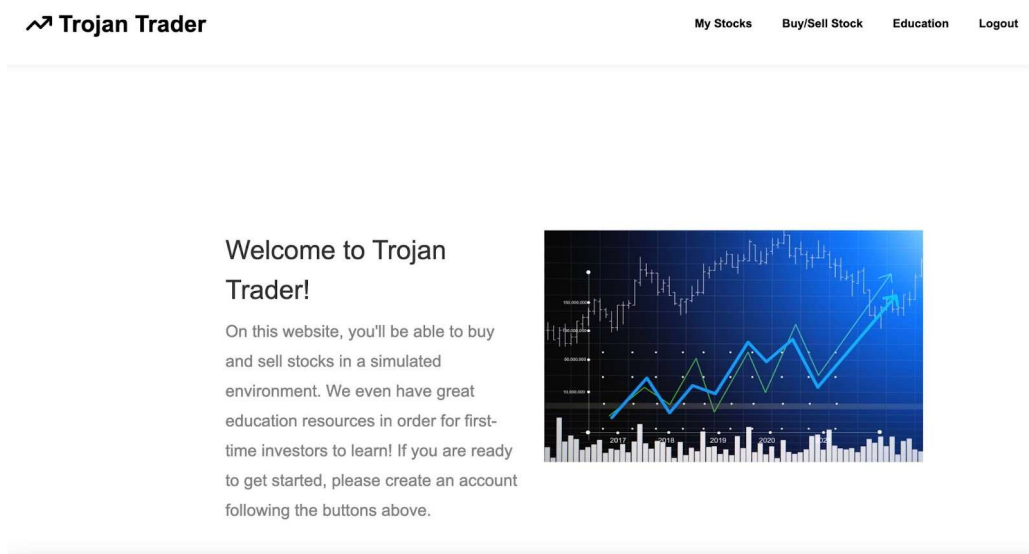 Trojan Trader
My Stocks
Buy/Sell Stock
Education
Logout
Welcome to Trojan
Trader!
On this website, you'll be able to buy
and sell stocks in a simulated
environment. We even have great
education resources in order for first-
time investors to learn! If you are ready
to get started, please create an account
following the buttons above.
2017
2018
2019
2020